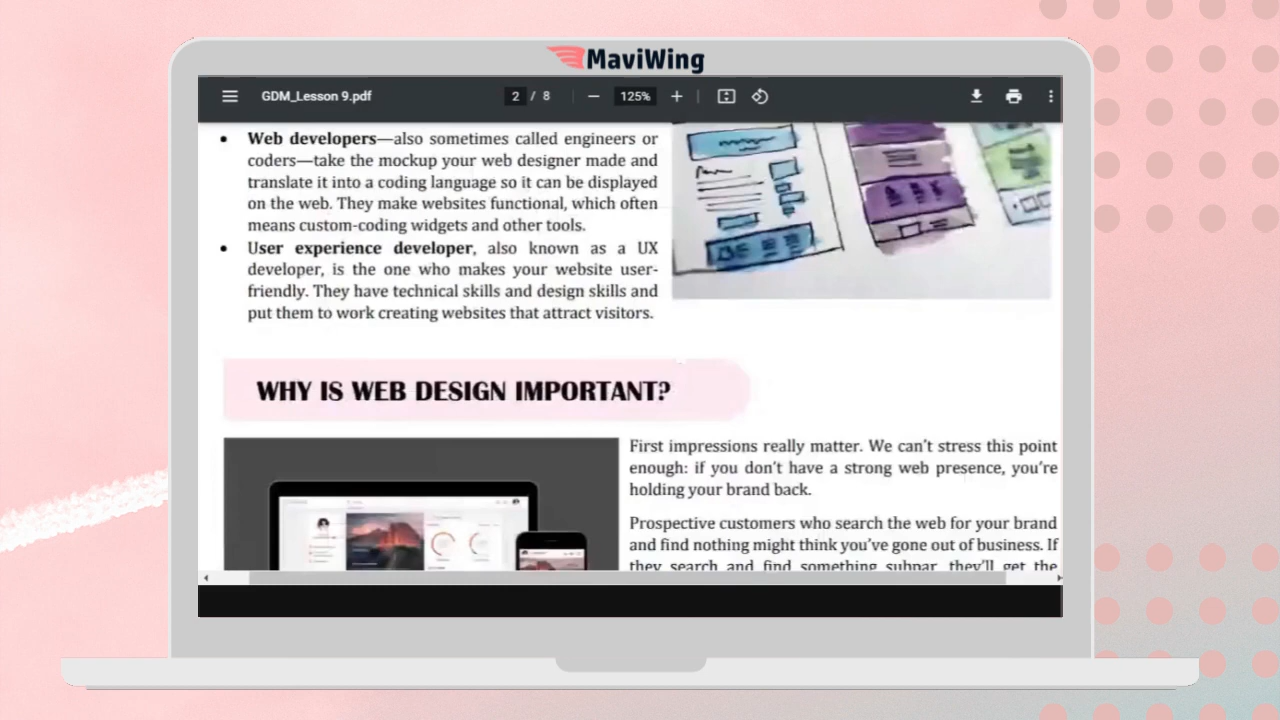 MaviWing
GDM_Lesson 9.pdf
2 / 8
125%
• Web developers—also sometimes called engineers or
coders—take the mockup your web designer made and
translate it into a coding language so it can be displayed
on the web. They make websites functional, which often
means custom-coding widgets and other tools.
• User experience developer, also known as a UX
developer, is the one who makes your website user-
friendly. They have technical skills and design skills and
put them to work creating websites that attract visitors.
WHY IS WEB DESIGN IMPORTANT?
First impressions really matter. We can't stress this point
enough: if you don't have a strong web presence, you're
holding your brand back.
Prospective customers who search the web for your brand
and find nothing might think you've gone out of business. If
they search and find something subpar, they'll get the